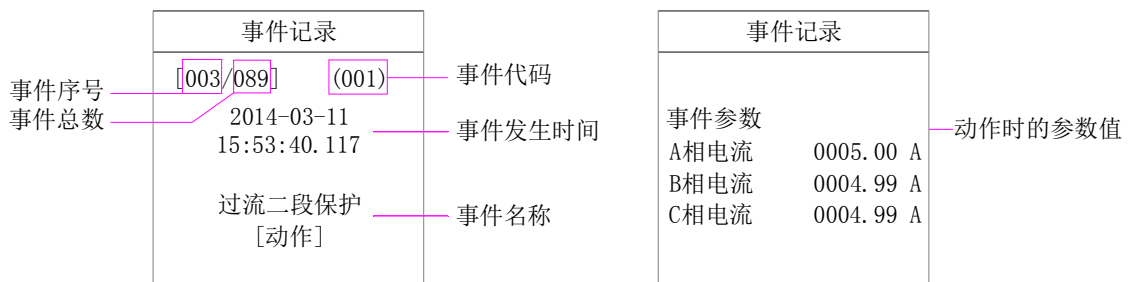 事件记录
[003/089] (001)
2014-03-11
15:53:40.117
过流二段保护
[动作]
事件序号
事件总数
事件代码
事件发生时间
事件名称
事件记录
事件参数
A相电流 0005.00 A
B相电流 0004.99 A
C相电流 0004.99 A
动作时的参数值